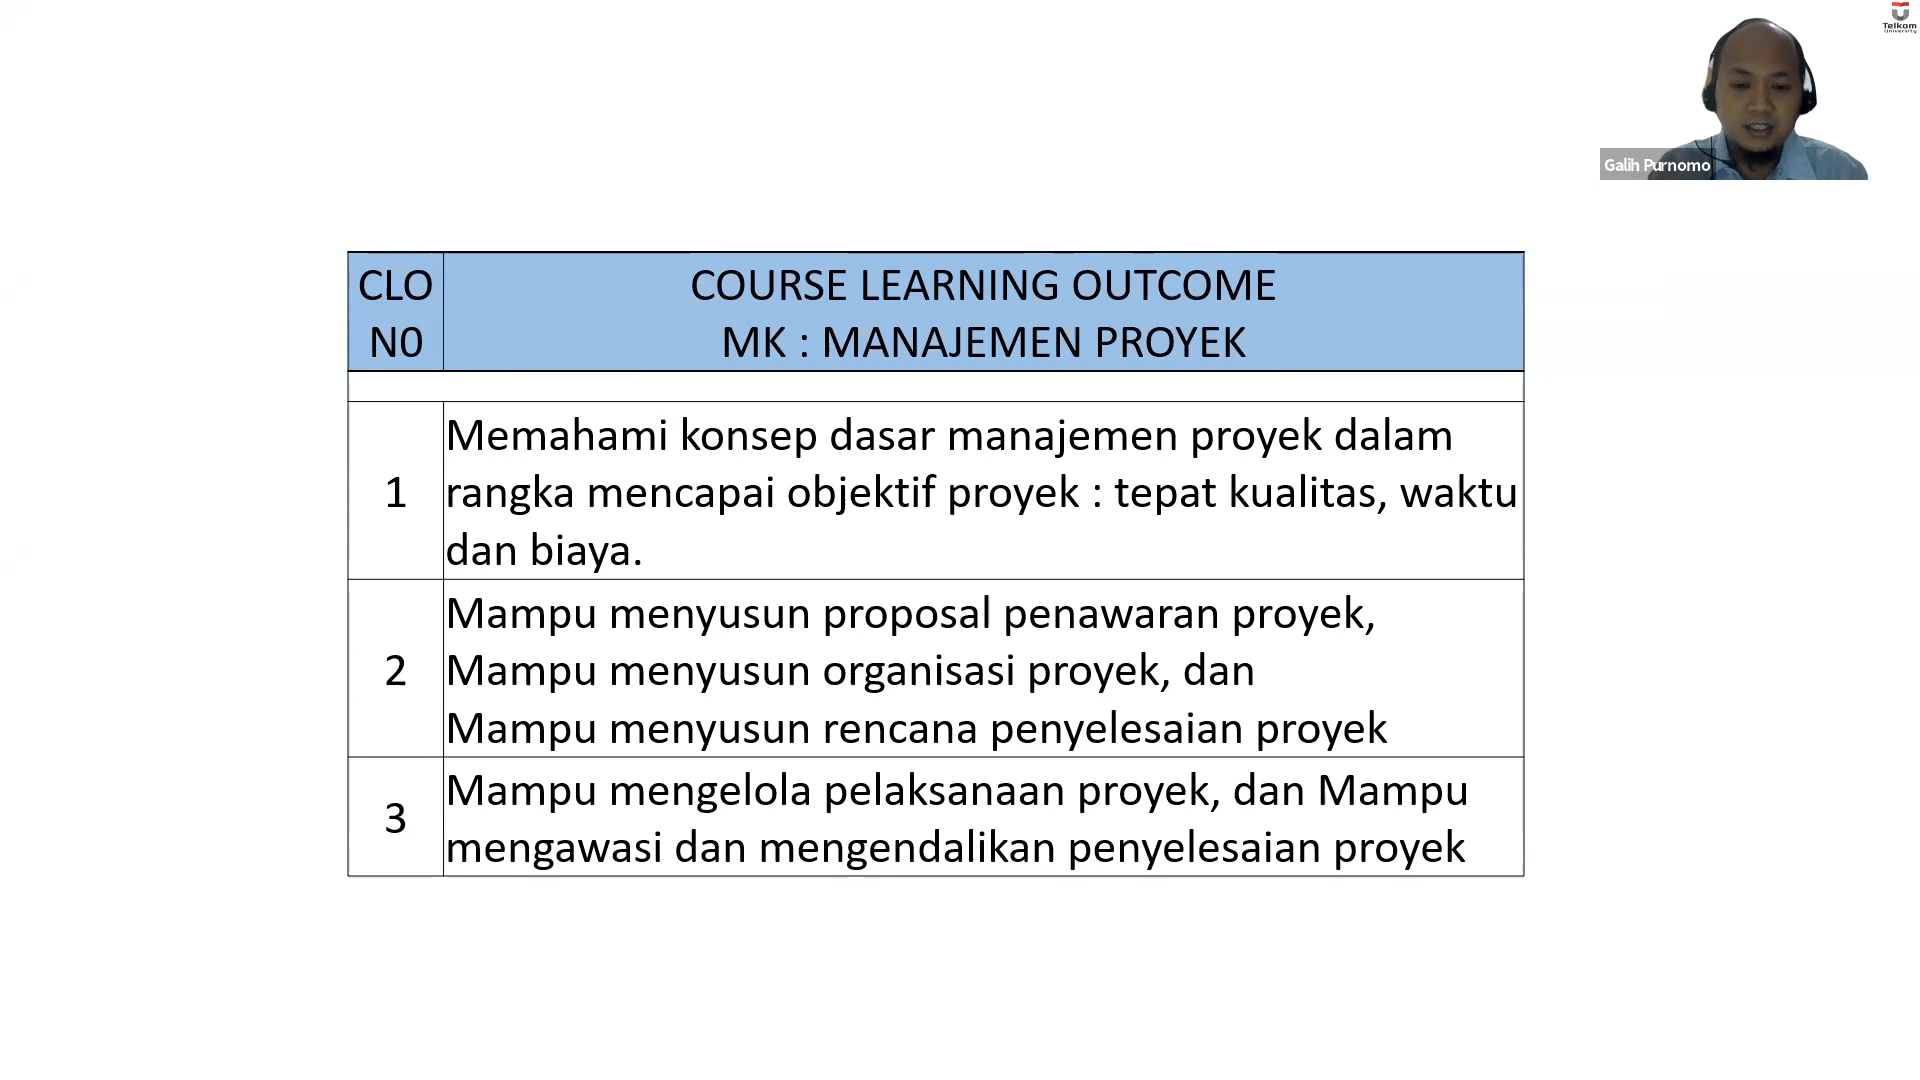 Telkom
University
Galih Purnomo
CLO
N0
COURSE LEARNING OUTCOME
MK : MANAJEMEN PROYEK
1
Memahami konsep dasar manajemen proyek dalam
rangka mencapai objektif proyek : tepat kualitas, waktu
dan biaya.
2
Mampu menyusun proposal penawaran proyek,
Mampu menyusun organisasi proyek, dan
Mampu menyusun rencana penyelesaian proyek
3
Mampu mengelola pelaksanaan proyek, dan Mampu
mengawasi dan mengendalikan penyelesaian proyek